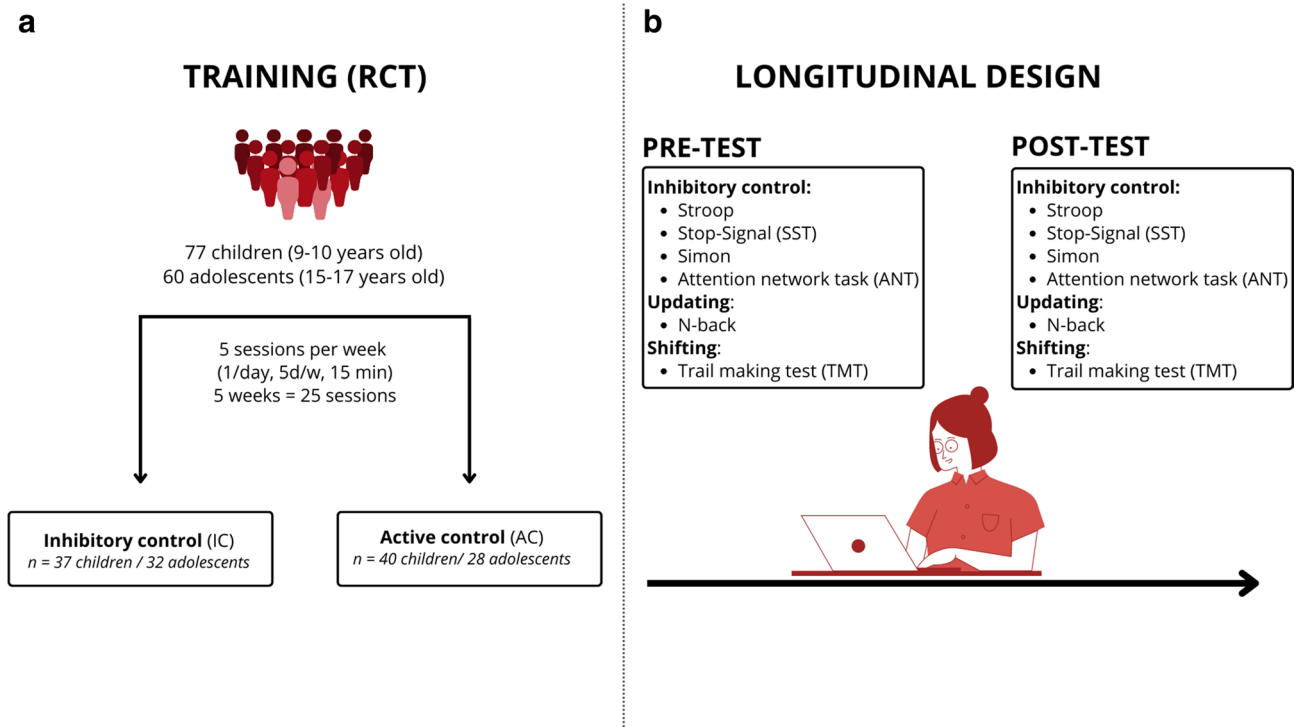 a
TRAINING (RCT)
77 children (9-10 years old)
60 adolescents (15-17 years old)
5 sessions per week
(1/day, 5d/w, 15 min)
5 weeks = 25 sessions
Inhibitory control (IC)
n = 37 children / 32 adolescents
Active control (AC)
n = 40 children/ 28 adolescents
b
LONGITUDINAL DESIGN
PRE-TEST
Inhibitory control:
• Stroop
• Stop-Signal (SST)
• Simon
• Attention network task (ANT)
Updating:
• N-back
Shifting:
• Trail making test (TMT)
POST-TEST
Inhibitory control:
• Stroop
• Stop-Signal (SST)
• Simon
• Attention network task (ANT)
Updating:
• N-back
Shifting:
• Trail making test (TMT)